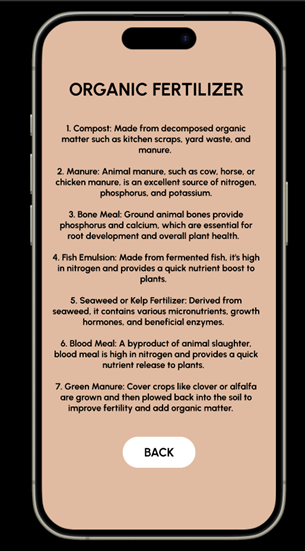 ORGANIC FERTILIZER
1. Compost: Made from decomposed organic
matter such as kitchen scraps, yard waste, and
manure.
2. Manure: Animal manure, such as cow, horse, or
chicken manure, is an excellent source of nitrogen,
phosphorus, and potassium.
3. Bone Meal: Ground animal bones provide
phosphorus and calcium, which are essential for
root development and overall plant health.
4. Fish Emulsion: Made from fermented fish, it's high
in nitrogen and provides a quick nutrient boost to
plants.
5. Seaweed or Kelp Fertilizer: Derived from
seaweed, it contains various micronutrients, growth
hormones, and beneficial enzymes.
6. Blood Meal: A byproduct of animal slaughter,
blood meal is high in nitrogen and provides a quick
nutrient release to plants.
7. Green Manure: Cover crops like clover or alfalfa
are grown and then plowed back into the soil to
improve fertility and add organic matter.
BACK